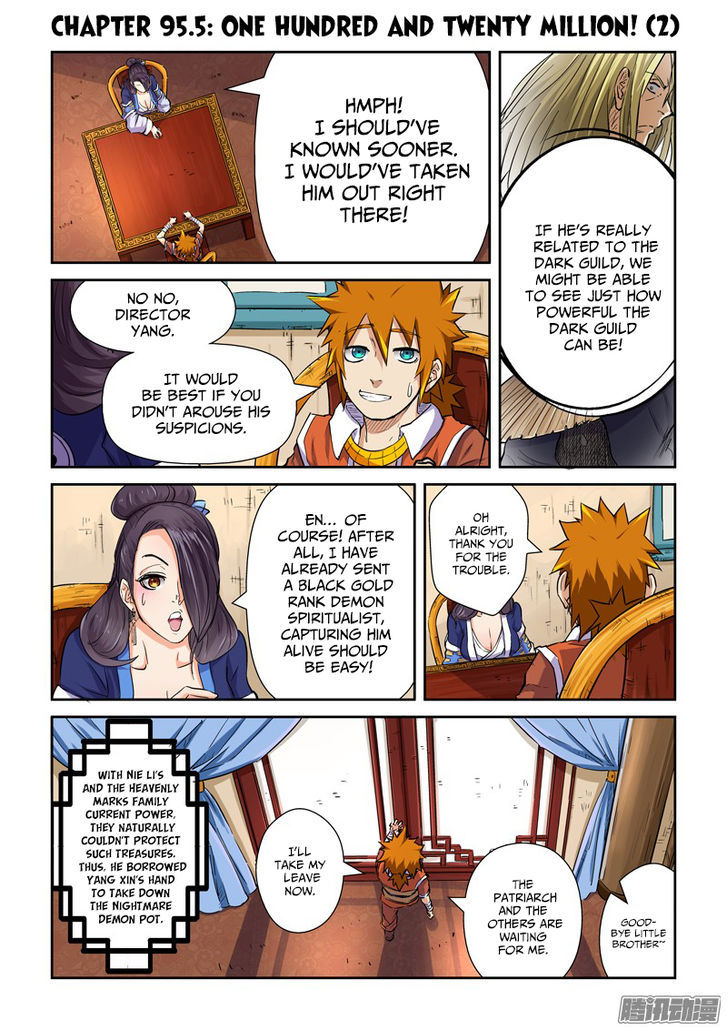 CHAPTER 95.5: ONE HUNDRED AND TWENTY MILLION! (2)
HMPH!
I SHOULD'VE
KNOWN SOONER.
I WOULD'VE TAKEN
HIM OUT RIGHT
THERE!
IF HE'S REALLY
RELATED TO THE
DARK GUILD, WE
MIGHT BE ABLE
TO SEE JUST HOW
POWERFUL THE
DARK GUILD
CAN BE!
NO NO,
DIRECTOR
YANG.
IT WOULD
BE BEST IF YOU
DIDN'T AROUSE HIS
SUSPICIONS.
EN... OF
COURSE! AFTER
ALL, I HAVE
ALREADY SENT
A BLACK GOLD
RANK DEMON
SPIRITUALIST,
CAPTURING HIM
ALIVE SHOULD
BE EASY!
OH
ALRIGHT,
THANK YOU
FOR THE
TROUBLE.
WITH NIE LI'S
AND THE HEAVENLY
MARKS FAMILY
CURRENT POWER,
THEY NATURALLY
COULDN'T PROTECT
SUCH TREASURES.
THUS, HE BORROWED
YANG XIN'S HAND
TO TAKE DOWN
THE NIGHTMARE
DEMON POT.
I'LL
TAKE MY
LEAVE
NOW.
THE
PATRIARCH
AND THE
OTHERS ARE
WAITING
FOR ME.
GOOD-
BYE LITTLE
BROTHER~
腾讯动漫